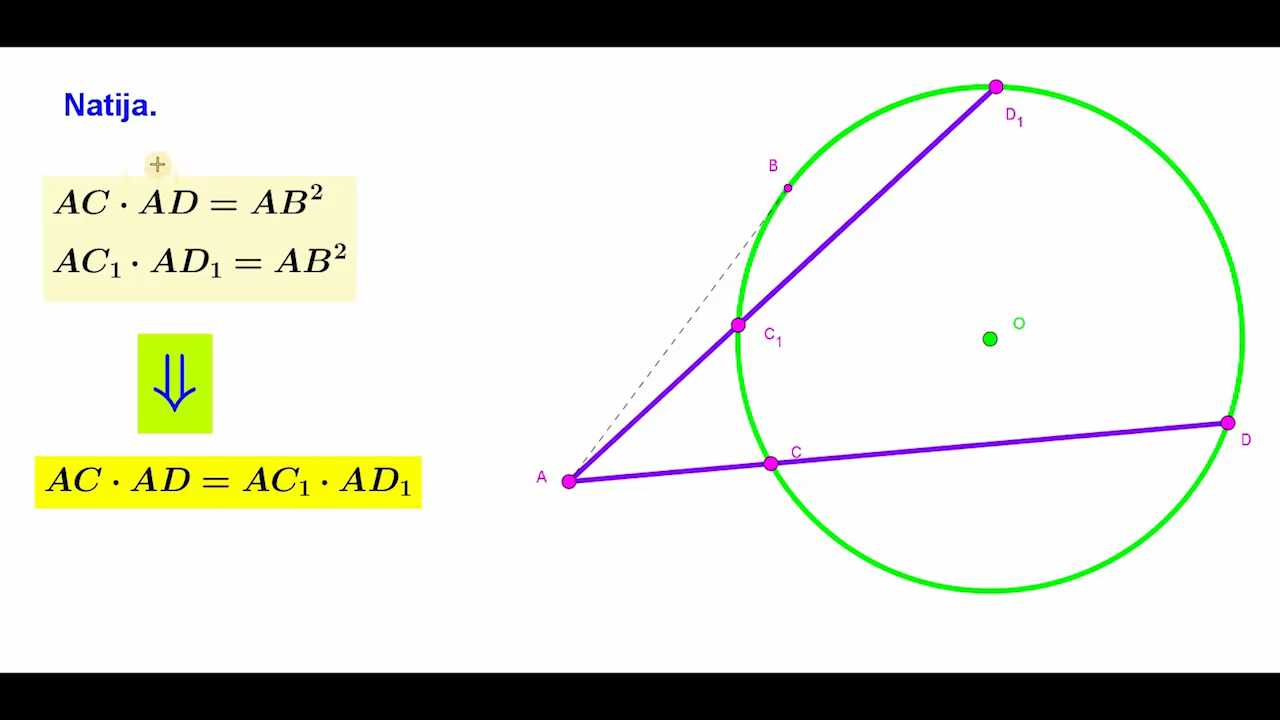 Natija.
AC · AD = AB²
AC₁ · AD₁ = AB²
⇓
AC · AD = AC₁ · AD₁
D₁
B
C₁
O
C
D
A